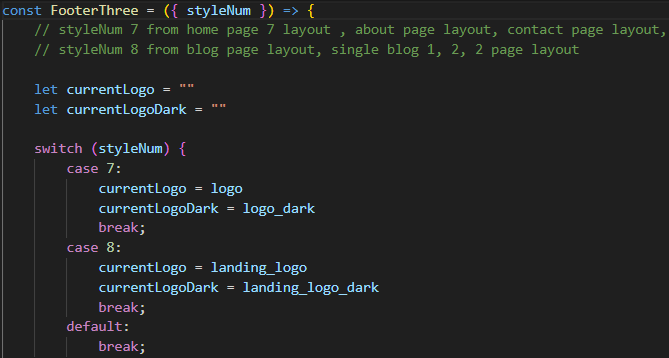 const FooterThree = ({ styleNum }) => {
// styleNum 7 from home page 7 layout , about page layout, contact page layout,
// styleNum 8 from blog page layout, single blog 1, 2, 2 page layout
let currentLogo = ""
let currentLogoDark = ""
switch (styleNum) {
case 7:
currentLogo = logo
currentLogoDark = logo_dark
break;
case 8:
currentLogo = landing_logo
currentLogoDark = landing_logo_dark
break;
default:
break;